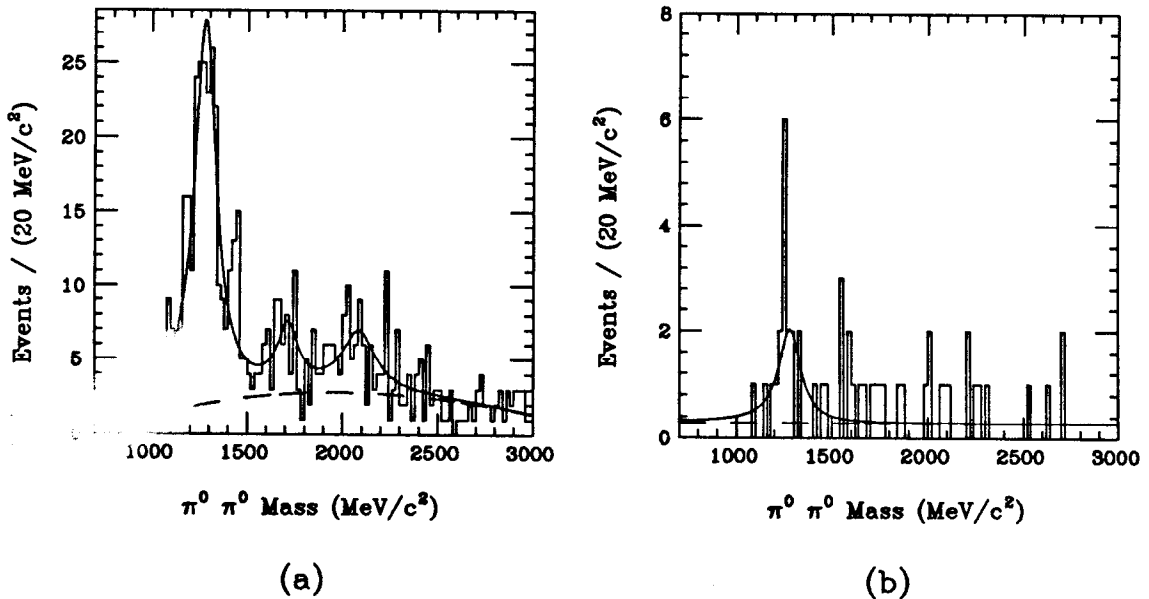 25
20
15
10
5
0
1000 1500 2000 2500 3000
Events / (20 MeV/c²)
π⁰ π⁰ Mass (MeV/c²)
(a)
8
6
4
2
0
1000 1500 2000 2500 3000
Events / (20 MeV/c²)
π⁰ π⁰ Mass (MeV/c²)
(b)